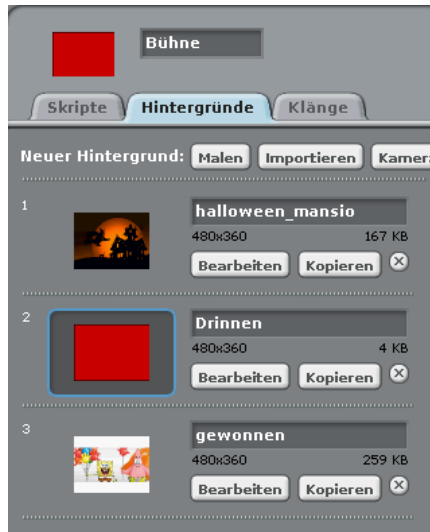 Bühne
Skripte Hintergründe Klänge
Neuer Hintergrund: Malen Importieren Kamera
1
halloween_mansio
480x360 167 KB
Bearbeiten Kopieren
2
Drinnen
480x360 4 KB
Bearbeiten Kopieren
3
gewonnen
480x360 259 KB
Bearbeiten Kopieren